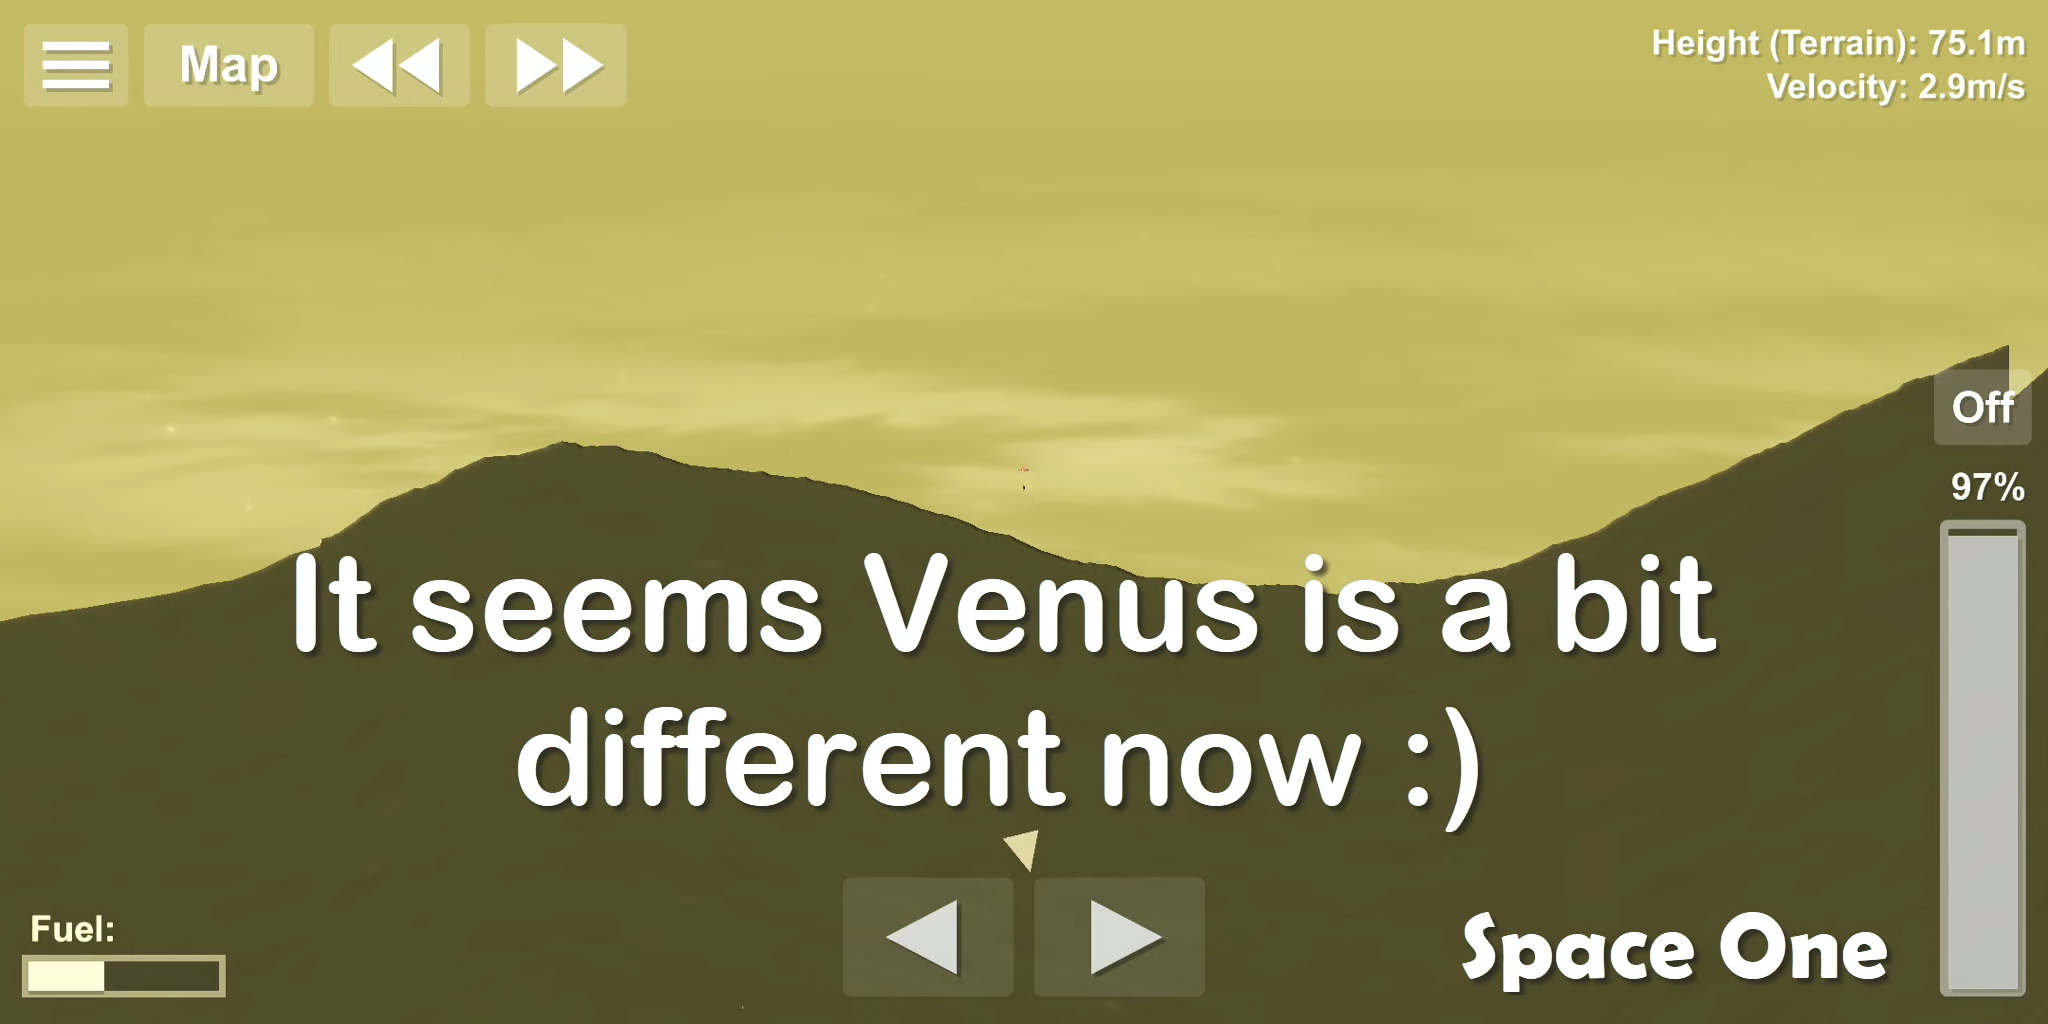 Map
Height (Terrain): 75.1m
Velocity: 2.9m/s
Off
97%
It seems Venus is a bit
different now :)
Fuel:
Space One